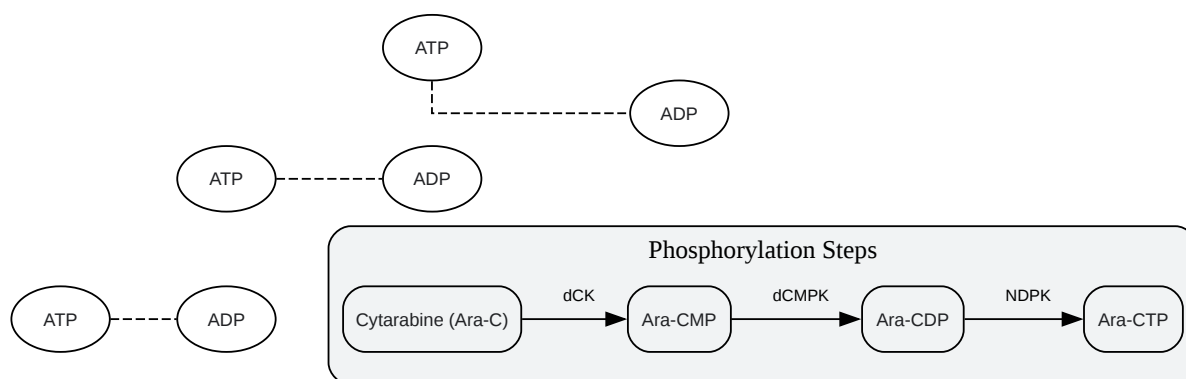 ATP
ADP
ATP
ADP
Phosphorylation Steps
dCK
dCMPK
NDPK
ATP
ADP
Cytarabine (Ara-C)
Ara-CMP
Ara-CDP
Ara-CTP